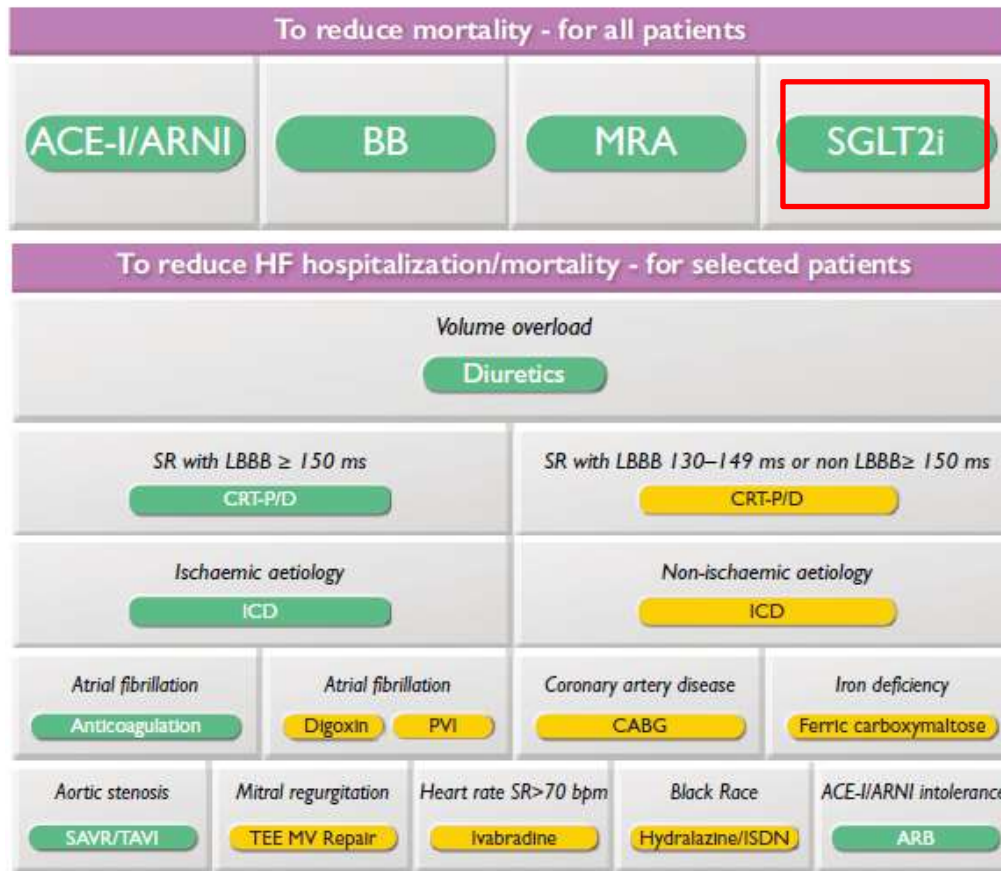 To reduce mortality - for all patients
ACE-I/ARNI BB MRA SGLT2i
To reduce HF hospitalization/mortality - for selected patients
Volume overload
Diuretics
SR with LBBB ≥ 150 ms SR with LBBB 130–149 ms or non LBBB≥ 150 ms
CRT-P/D CRT-P/D
Ischaemic aetiology Non-ischaemic aetiology
ICD ICD
Atrial fibrillation Atrial fibrillation Coronary artery disease Iron deficiency
Anticoagulation Digoxin PVI CABG Ferric carboxymaltose
Aortic stenosis Mitral regurgitation Heart rate SR>70 bpm Black Race ACE-I/ARNI intolerance
SAVR/TAVI TEE MV Repair Ivabradine Hydralazine/ISDN ARB